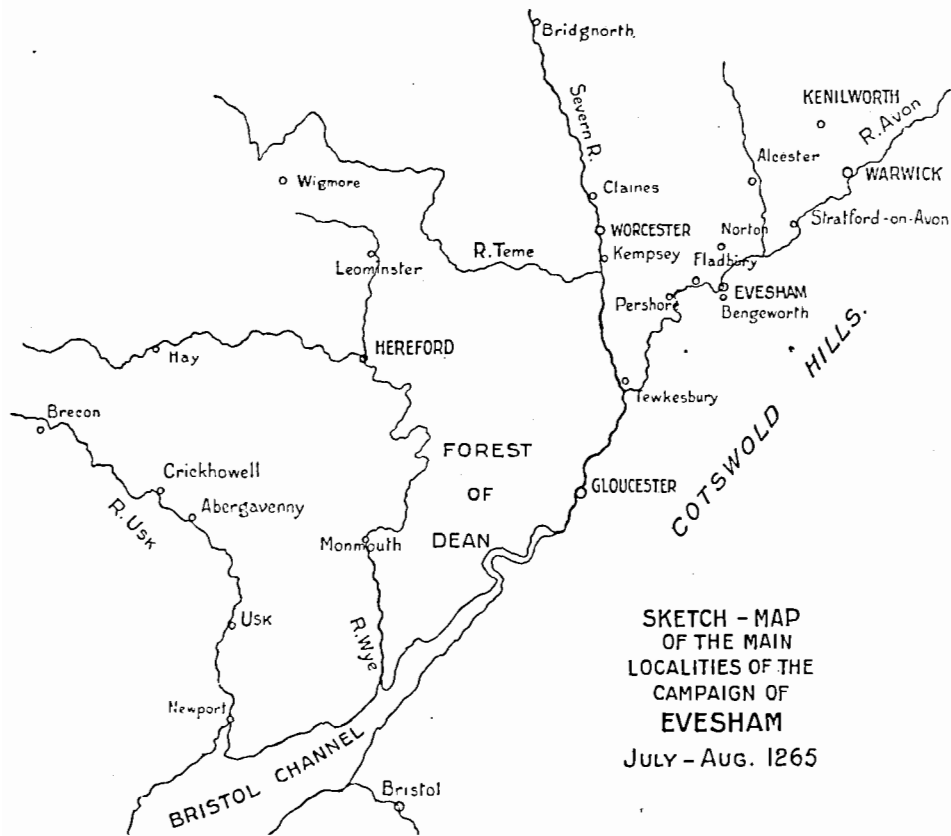 Bridgnorth.
Severn R.
KENILWORTH
R. Avon
Alcester
WARWICK
Wigmore
Claines
Stratford-on-Avon
WORCESTER
Norton
R. Teme
Kempsey
Fladbury
Leominster
Pershore
EVESHAM
Bengeworth
HEREFORD
Hay
Tewkesbury
COTSWOLD HILLS.
Brecon
FOREST
OF
DEAN
Crickhowell
Abergavenny
GLOUCESTER
R. USK
Monmouth
USK
R. Wye
Newport
BRISTOL CHANNEL
Bristol
SKETCH - MAP
OF THE MAIN
LOCALITIES OF THE
CAMPAIGN OF
EVESHAM
JULY - AUG. 1265